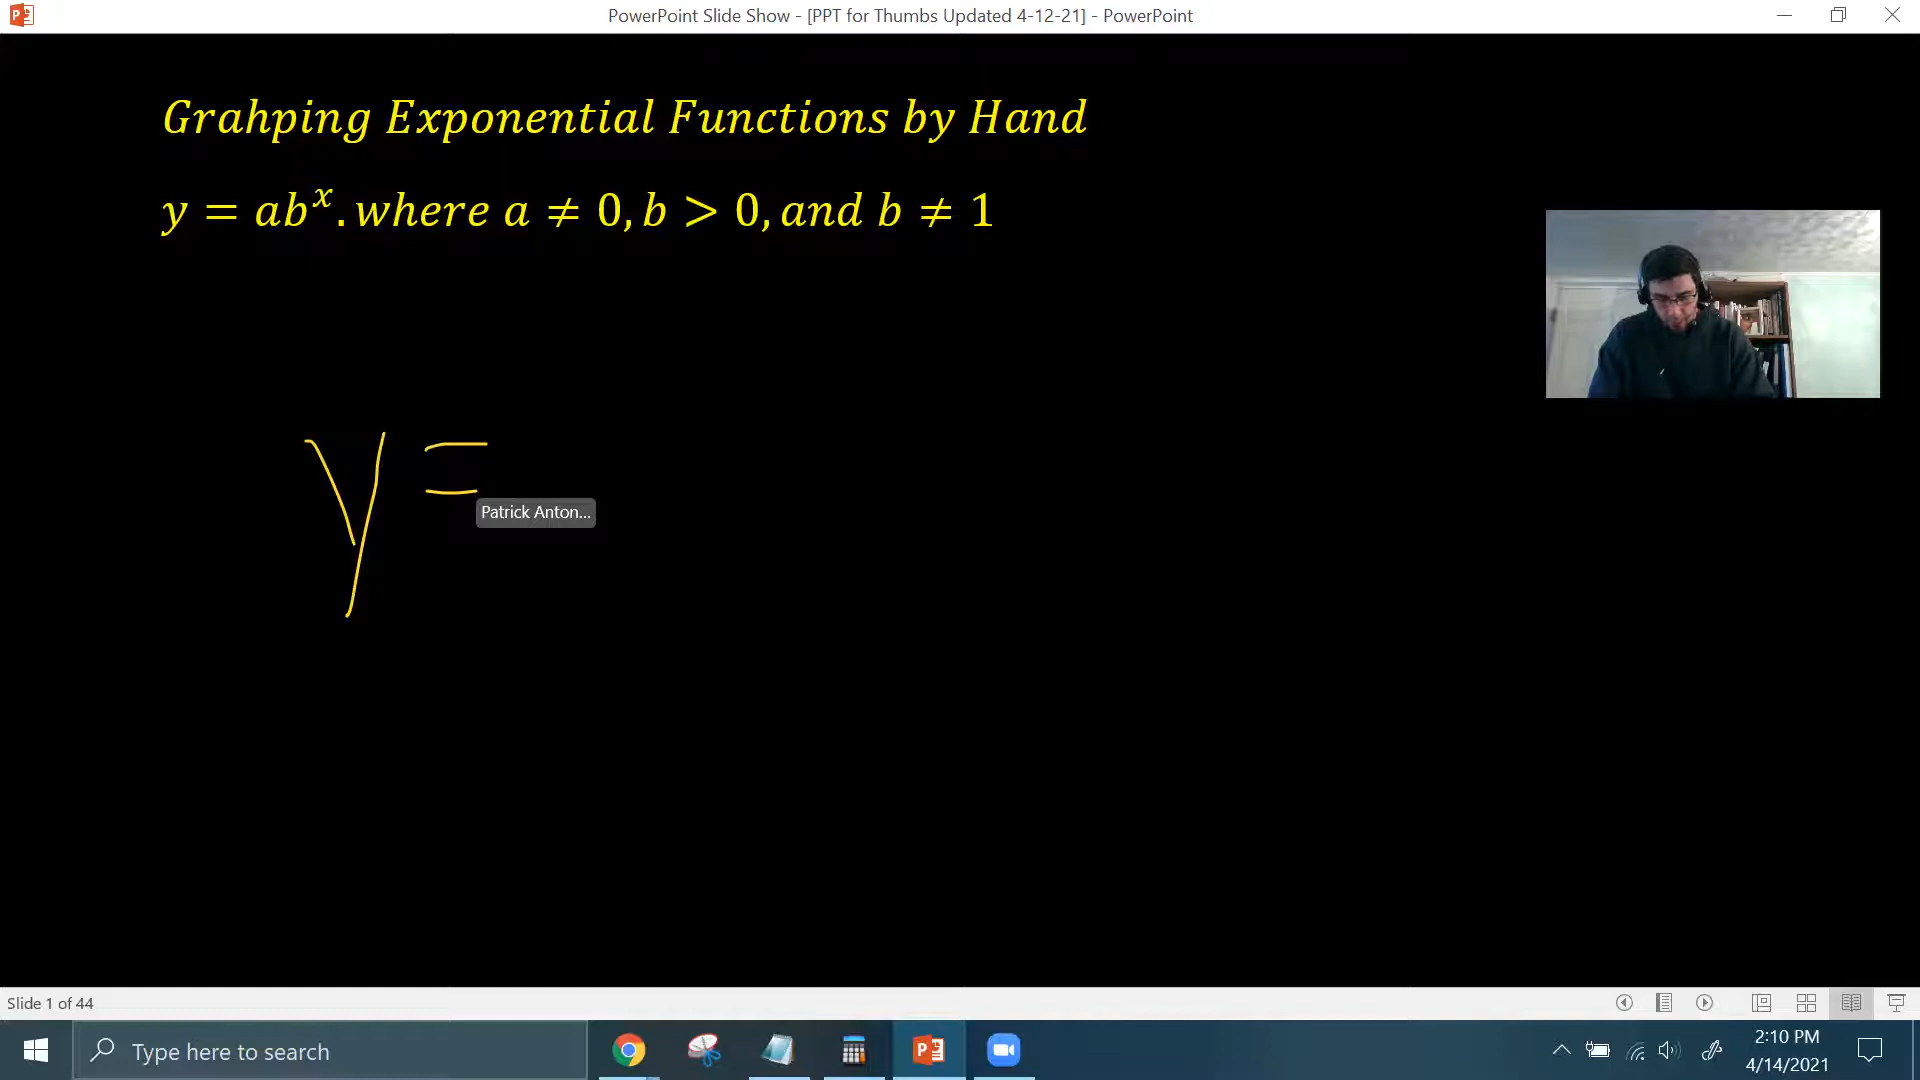 PowerPoint Slide Show - [PPT for Thumbs Updated 4-12-21] - PowerPoint
Grahping Exponential Functions by Hand
y = abˣ. where a ≠ 0, b > 0, and b ≠ 1
y =
Patrick Anton...
Slide 1 of 44
Type here to search
2:10 PM
4/14/2021